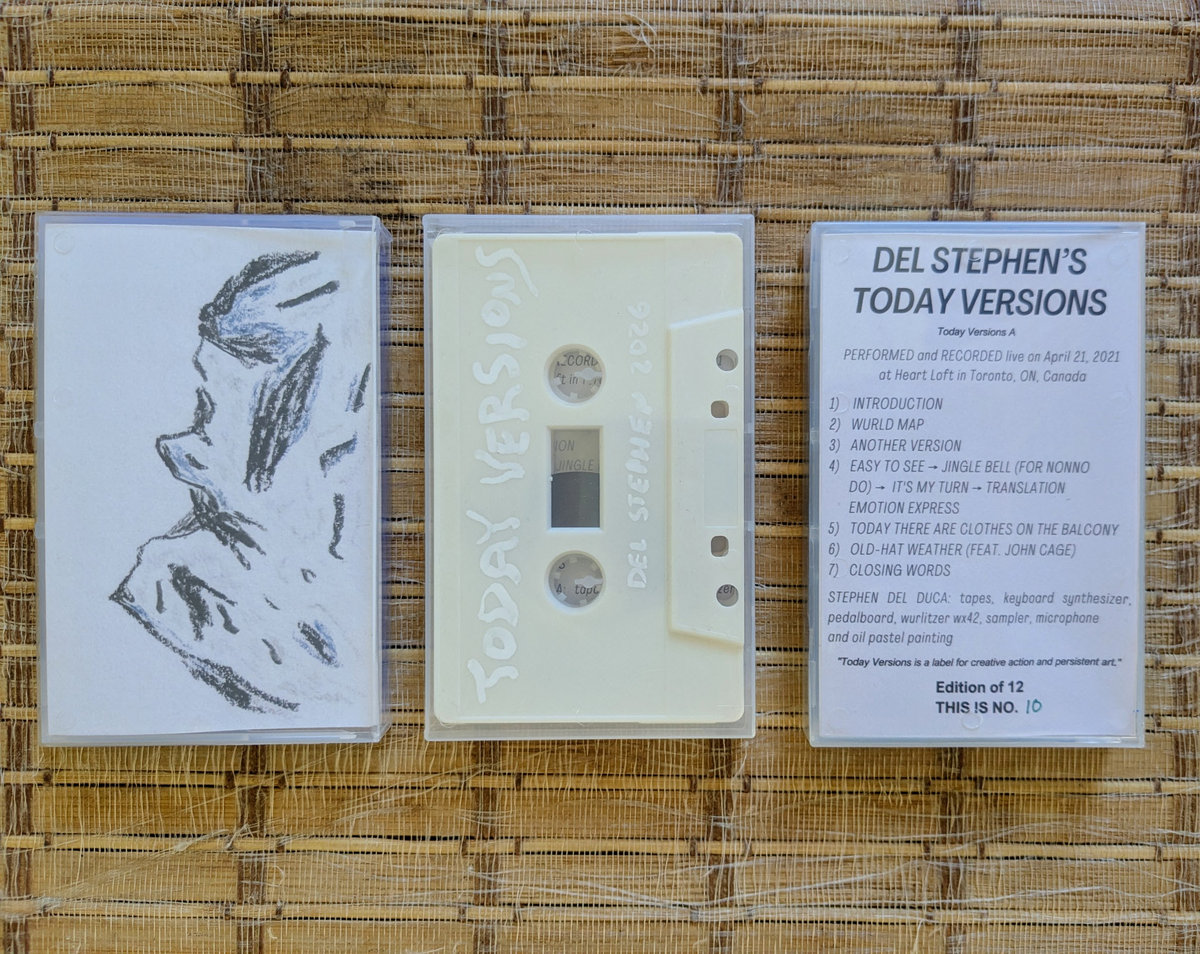 TODAY VERSIONS
DEL STEPHEN 2026
ION
JINGLE
DEL STEPHEN'S
TODAY VERSIONS
Today Versions A
PERFORMED and RECORDED live on April 21, 2021
at Heart Loft in Toronto, ON, Canada
1) INTRODUCTION
2) WURLD MAP
3) ANOTHER VERSION
4) EASY TO SEE → JINGLE BELL (FOR NONNO
DO) → IT'S MY TURN → TRANSLATION
EMOTION EXPRESS
5) TODAY THERE ARE CLOTHES ON THE BALCONY
6) OLD-HAT WEATHER (FEAT. JOHN CAGE)
7) CLOSING WORDS
STEPHEN DEL DUCA: tapes, keyboard synthesizer,
pedalboard, wurlitzer wx42, sampler, microphone
and oil pastel painting
"Today Versions is a label for creative action and persistent art."
Edition of 12
THIS IS NO. 10